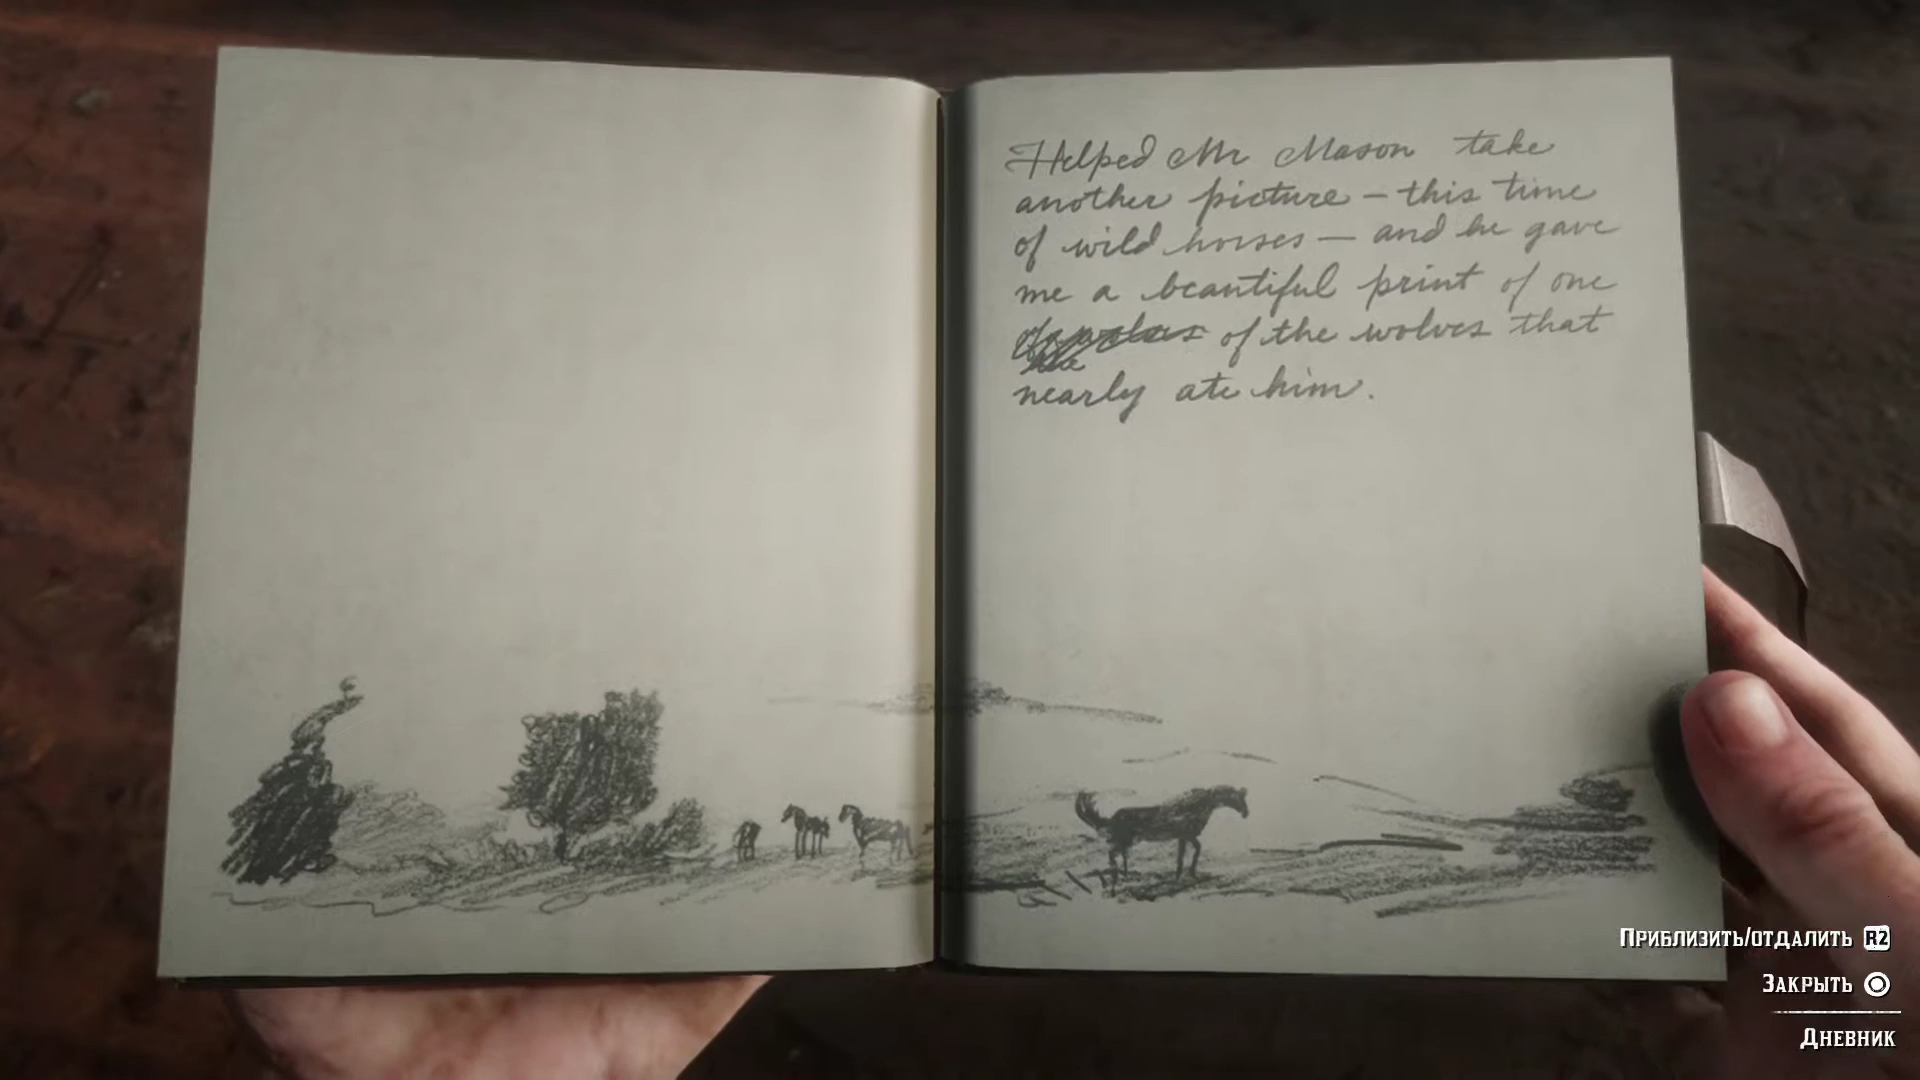 Helped Mr Mason take
another picture – this time
of wild horses – and he gave
me a beautiful print of one
of the wolves that
nearly ate him.
Приблизить/отдалить R2
Закрыть
Дневник